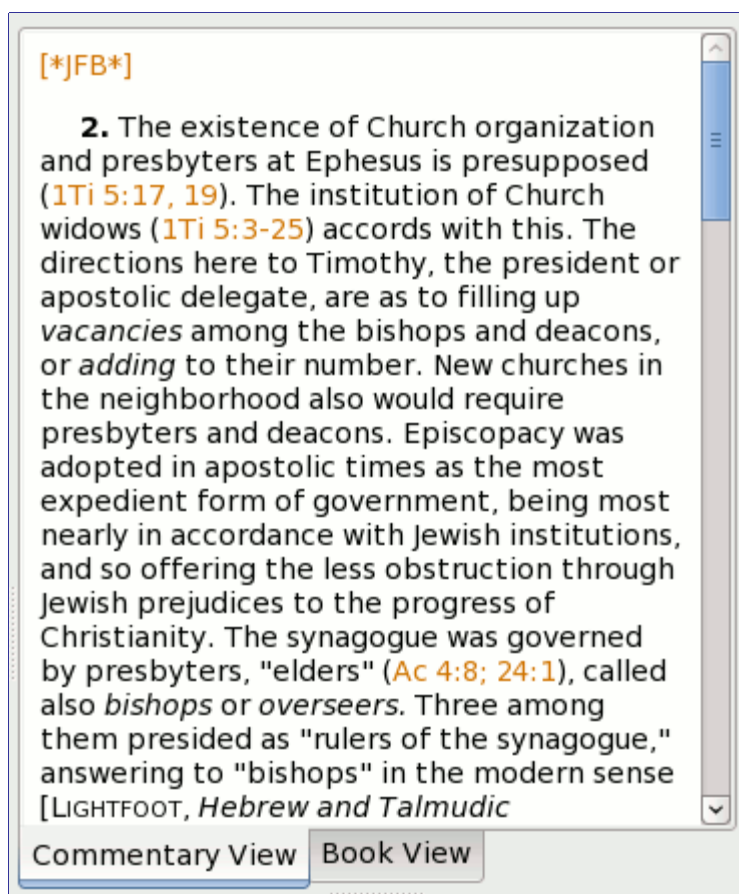 [*JFB*]
2. The existence of Church organization
and presbyters at Ephesus is presupposed
(1Ti 5:17, 19). The institution of Church
widows (1Ti 5:3-25) accords with this. The
directions here to Timothy, the president or
apostolic delegate, are as to filling up
vacancies among the bishops and deacons,
or adding to their number. New churches in
the neighborhood also would require
presbyters and deacons. Episcopacy was
adopted in apostolic times as the most
expedient form of government, being most
nearly in accordance with Jewish institutions,
and so offering the less obstruction through
Jewish prejudices to the progress of
Christianity. The synagogue was governed
by presbyters, "elders" (Ac 4:8; 24:1), called
also bishops or overseers. Three among
them presided as "rulers of the synagogue,"
answering to "bishops" in the modern sense
[LIGHTFOOT, Hebrew and Talmudic
Commentary View Book View